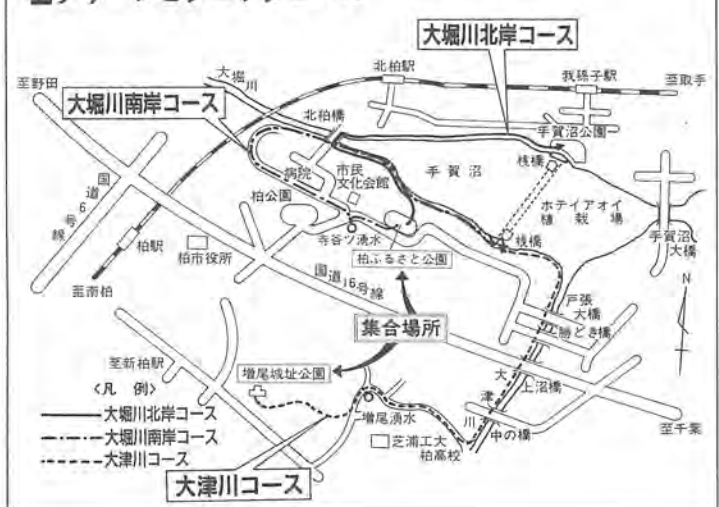 大堀川北岸コース
大堀川
北柏駅
我孫子駅
至取手
至野田
大堀川南岸コース
北柏橋
手賀沼公園
桟橋
手賀沼
病院
市民
文化会館
柏公園
ホテイアオイ
植栽場
国道6号線
寺谷ツ湧水
桟橋
手賀沼
大橋
柏駅
柏市役所
柏ふるさと公園
N
至南柏
国道16号線
戸張
大橋
勝どき橋
集合場所
至新柏駅
増尾城址公園
大津川
上沼橋
〈凡例〉
大堀川北岸コース
大堀川南岸コース
大津川コース
増尾湧水
中の橋
至千葉
芝浦工大
柏高校
大津川コース